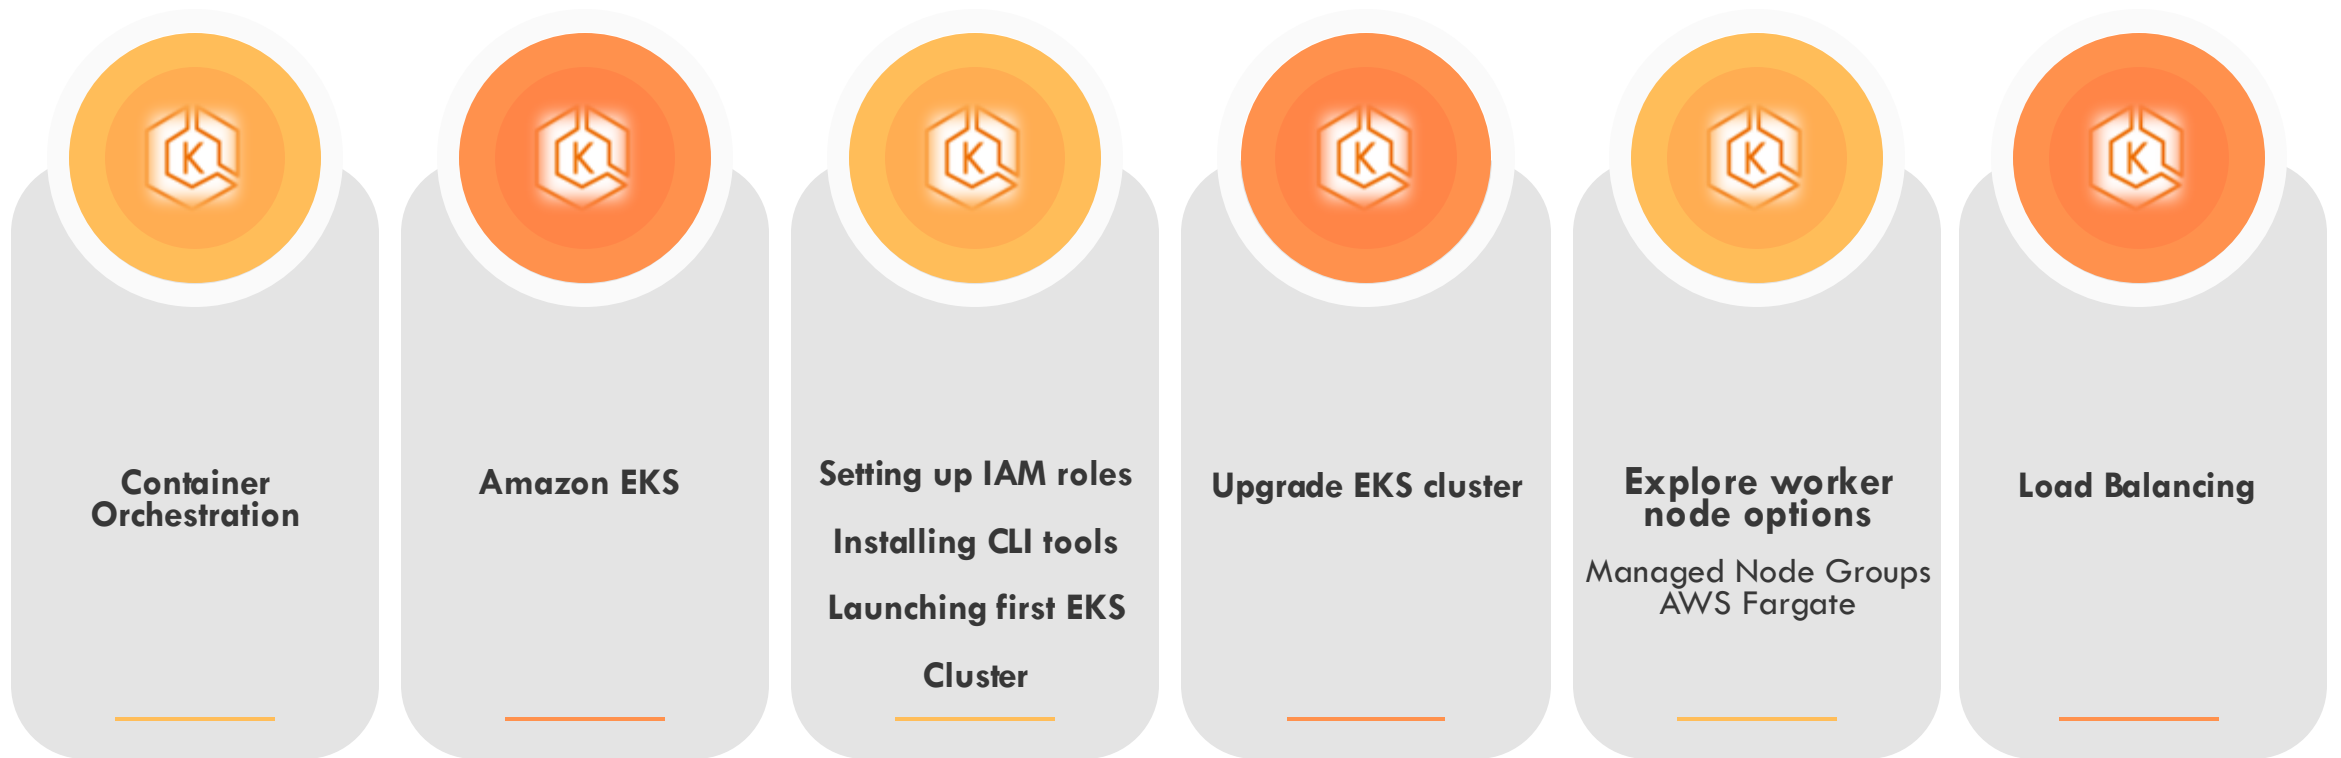 K
K
K
K
K
K
Container
Orchestration
Amazon EKS
Setting up IAM roles
Installing CLI tools
Launching first EKS
Cluster
Upgrade EKS cluster
Explore worker
node options
Managed Node Groups
AWS Fargate
Load Balancing